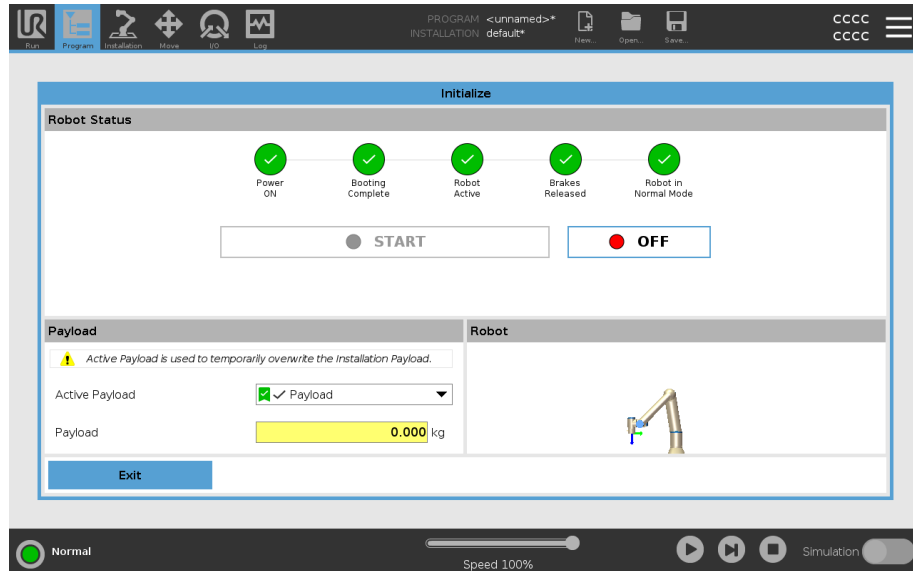 PROGRAM <unnamed>*
INSTALLATION default*
Run Program Installation Move I/O Log New... Open... Save...
CCCC
CCCC
Initialize
Robot Status
Power
ON
Booting
Complete
Robot
Active
Brakes
Released
Robot in
Normal Mode
START
OFF
Payload
Robot
Active Payload is used to temporarily overwrite the Installation Payload.
Active Payload
Payload
Payload
0.000 kg
Exit
Normal
Speed 100%
Simulation